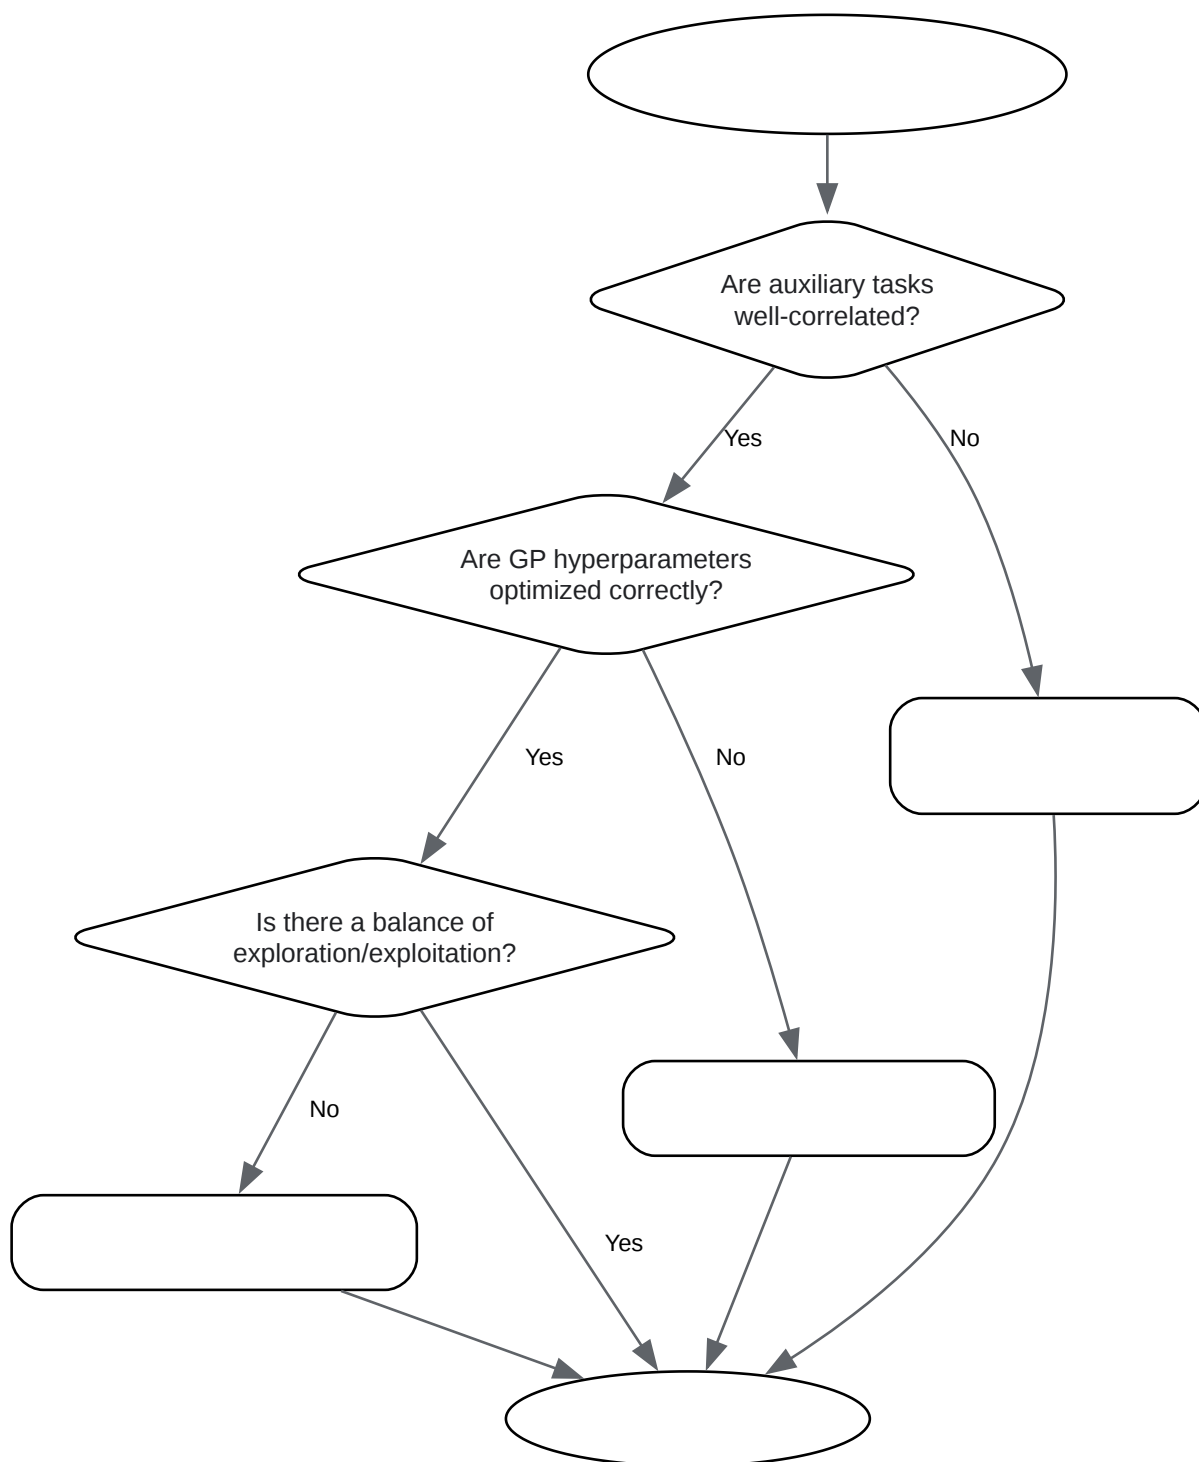 Are auxiliary tasks
well-correlated?
Yes
No
Are GP hyperparameters
optimized correctly?
Yes
No
Is there a balance of
exploration/exploitation?
No
Yes